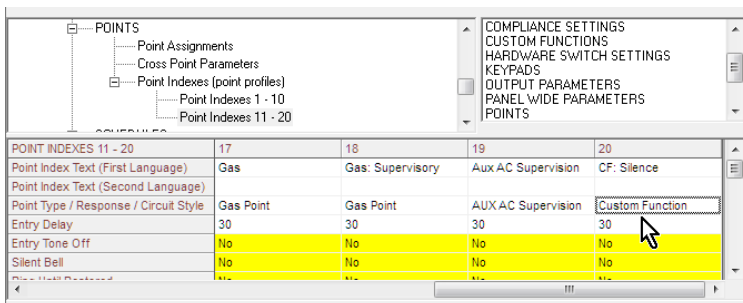 POINTS
Point Assignments
Cross Point Parameters
Point Indexes (point profiles)
Point Indexes 1 - 10
Point Indexes 11 - 20
COMPLIANCE SETTINGS
CUSTOM FUNCTIONS
HARDWARE SWITCH SETTINGS
KEYPADS
OUTPUT PARAMETERS
PANEL WIDE PARAMETERS
POINTS
POINT INDEXES 11 - 20 17 18 19 20
Point Index Text (First Language) Gas Gas: Supervisory Aux AC Supervision CF: Silence
Point Index Text (Second Language)
Point Type / Response / Circuit Style Gas Point Gas Point AUX AC Supervision Custom Function
Entry Delay 30 30 30 30
Entry Tone Off No No No No
Silent Bell No No No No